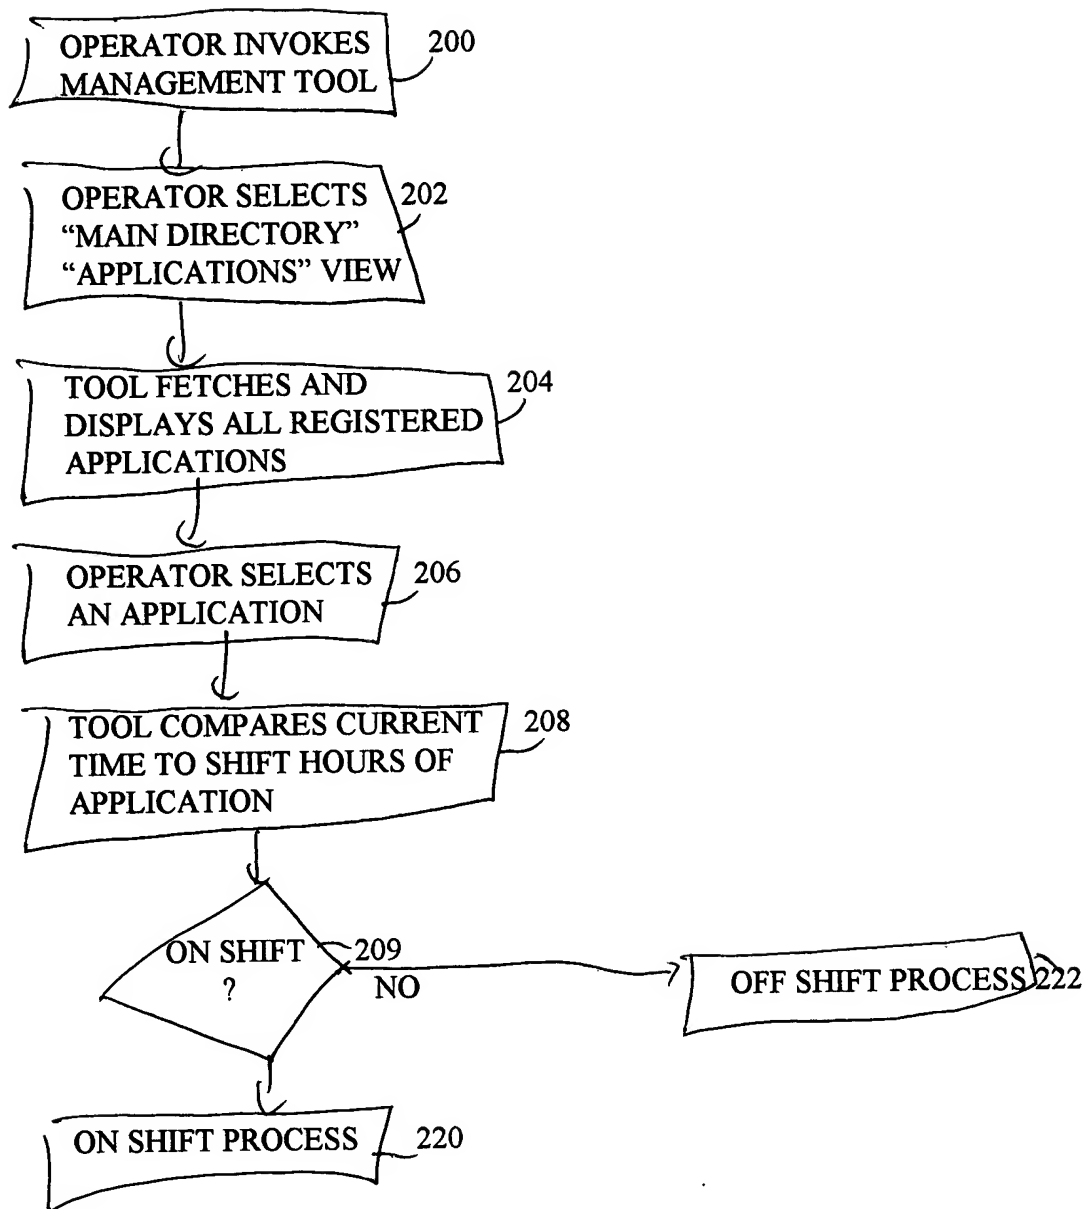 OPERATOR INVOKES
MANAGEMENT TOOL
200
OPERATOR SELECTS
“MAIN DIRECTORY”
“APPLICATIONS” VIEW
202
TOOL FETCHES AND
DISPLAYS ALL REGISTERED
APPLICATIONS
204
OPERATOR SELECTS
AN APPLICATION
206
TOOL COMPARES CURRENT
TIME TO SHIFT HOURS OF
APPLICATION
208
ON SHIFT
?
209
NO
OFF SHIFT PROCESS
222
ON SHIFT PROCESS
220